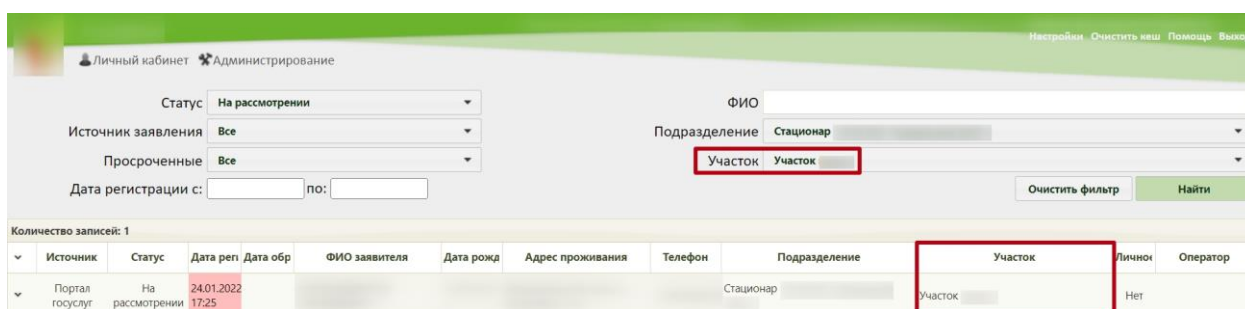 Настройки Очистить кеш Помощь Выхо
Личный кабинет Администрирование
Статус На рассмотрении ФИО
Источник заявления Все Подразделение Стационар
Просроченные Все Участок Участок
Дата регистрации с: по: Очистить фильтр Найти
Количество записей: 1
Источник Статус Дата реги Дата обр ФИО заявителя Дата рожд Адрес проживания Телефон Подразделение Участок Личное Оператор
Портал На 24.01.2022 Стационар
госуслуг рассмотрении 17:25 Участок Нет